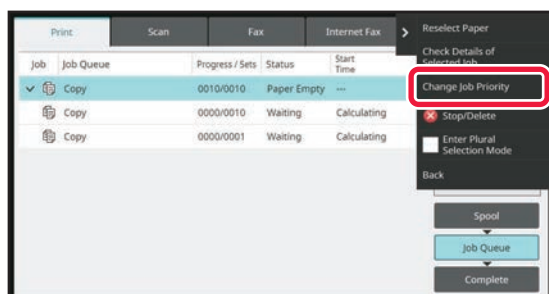 Print Scan Fax Internet Fax
Job Job Queue Progress / Sets Status Start
Time
Copy 0010/0010 Paper Empty ---
Copy 0000/0010 Waiting Calculating
Copy 0000/0001 Waiting Calculating
Reselect Paper
Check Details of
Selected Job
Change Job Priority
Stop/Delete
Enter Plural
Selection Mode
Back
Spool
Job Queue
Complete